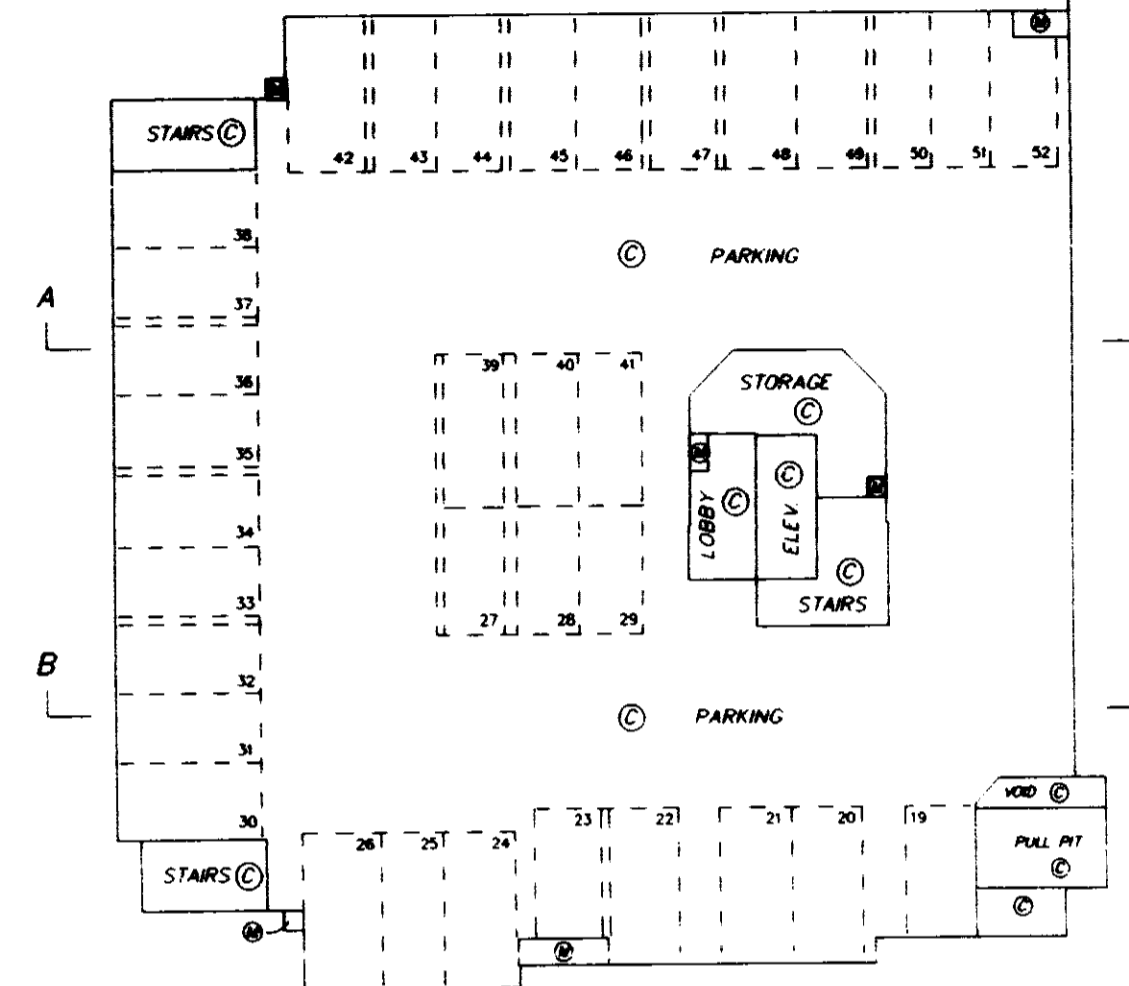 M
M
STAIRS C
42 43 44 45 46 47 48 49 50 51 52
38
C PARKING
A
37
39 40 41
36
STORAGE
C
35
M
C
M
LOBBY C
ELEV.
34
C
STAIRS
33
27 28 29
B
32
C PARKING
31
VOID C
30
23 22 21 20 19
26 25 24
PULL PIT
C
STAIRS C
C
M
M